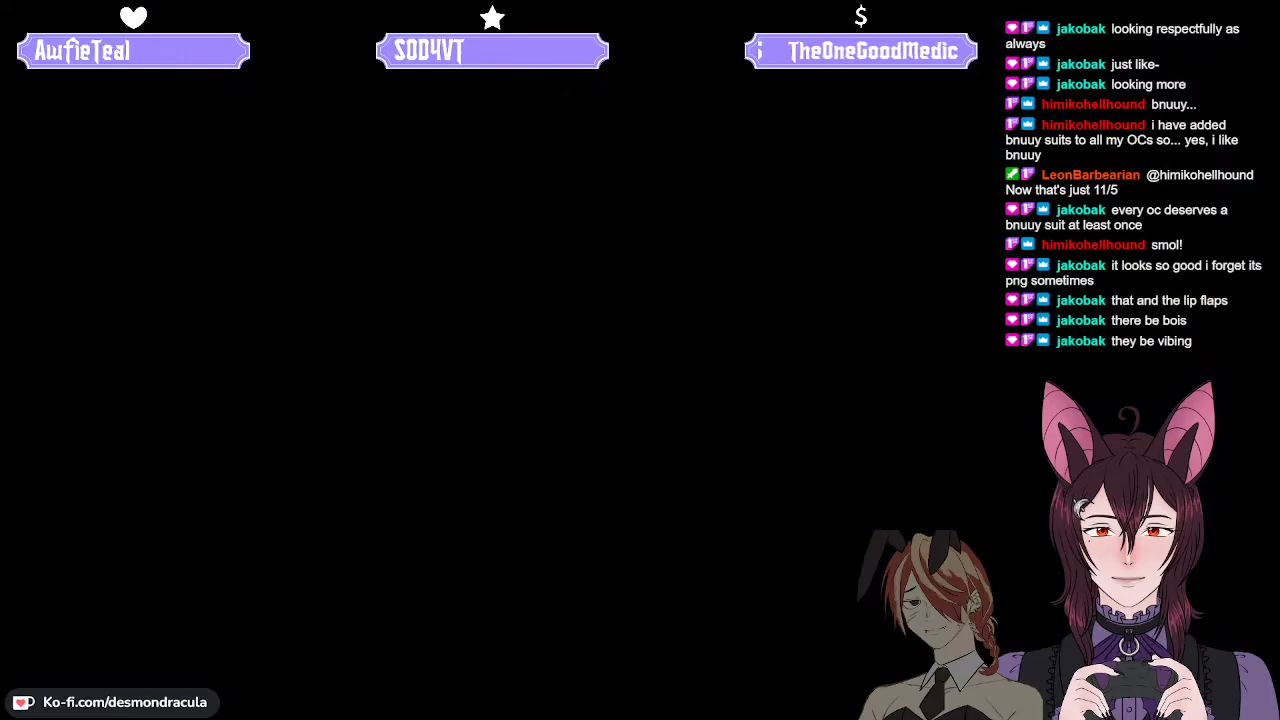 $
AwfieTeal
SOD4VT
TheOneGoodMedic
jakobak looking respectfully as
always
jakobak just like-
jakobak looking more
himikohellhound bnuuy...
himikohellhound i have added
bnuuy suits to all my OCs so... yes, i like
bnuuy
LeonBarbearian @himikohellhound
Now that's just 11/5
jakobak every oc deserves a
bnuuy suit at least once
himikohellhound smol!
jakobak it looks so good i forget its
png sometimes
jakobak that and the lip flaps
jakobak there be bois
jakobak they be vibing
Ko-fi.com/desmondracula